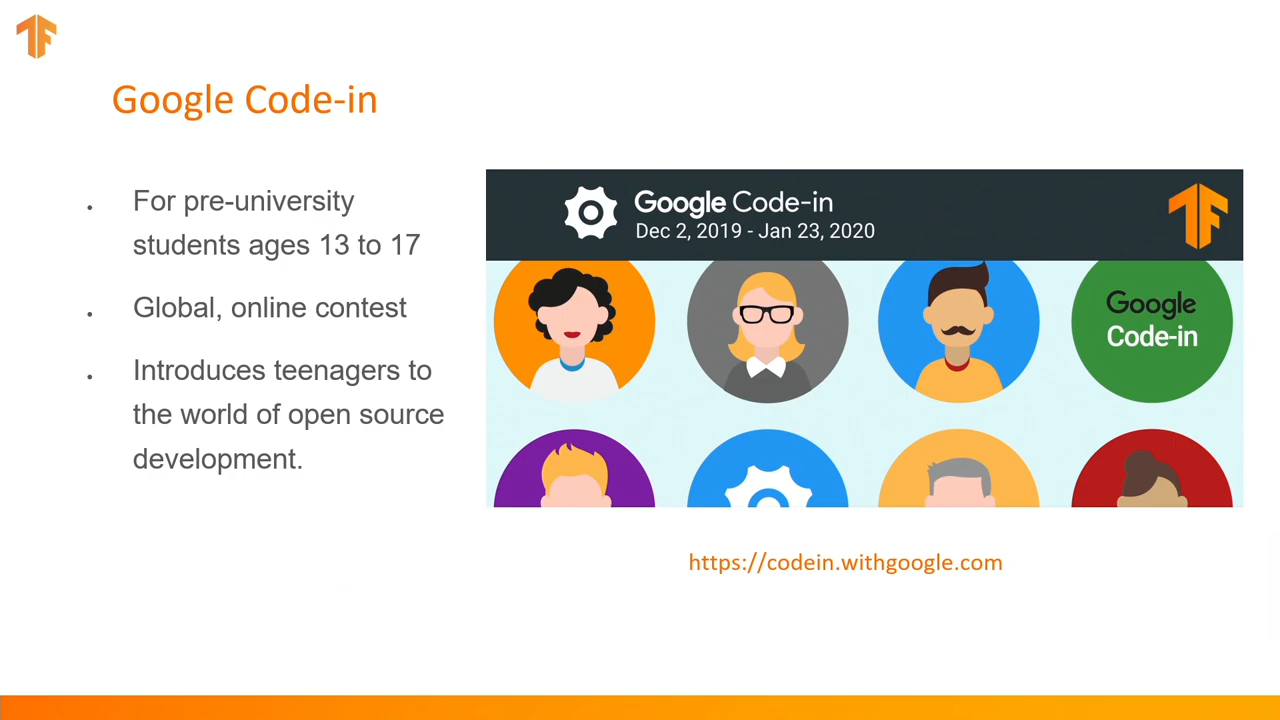 Google Code-in
For pre-university
students ages 13 to 17
Global, online contest
Introduces teenagers to
the world of open source
development.
Google Code-in
Dec 2, 2019 - Jan 23, 2020
Google
Code-in
https://codein.withgoogle.com